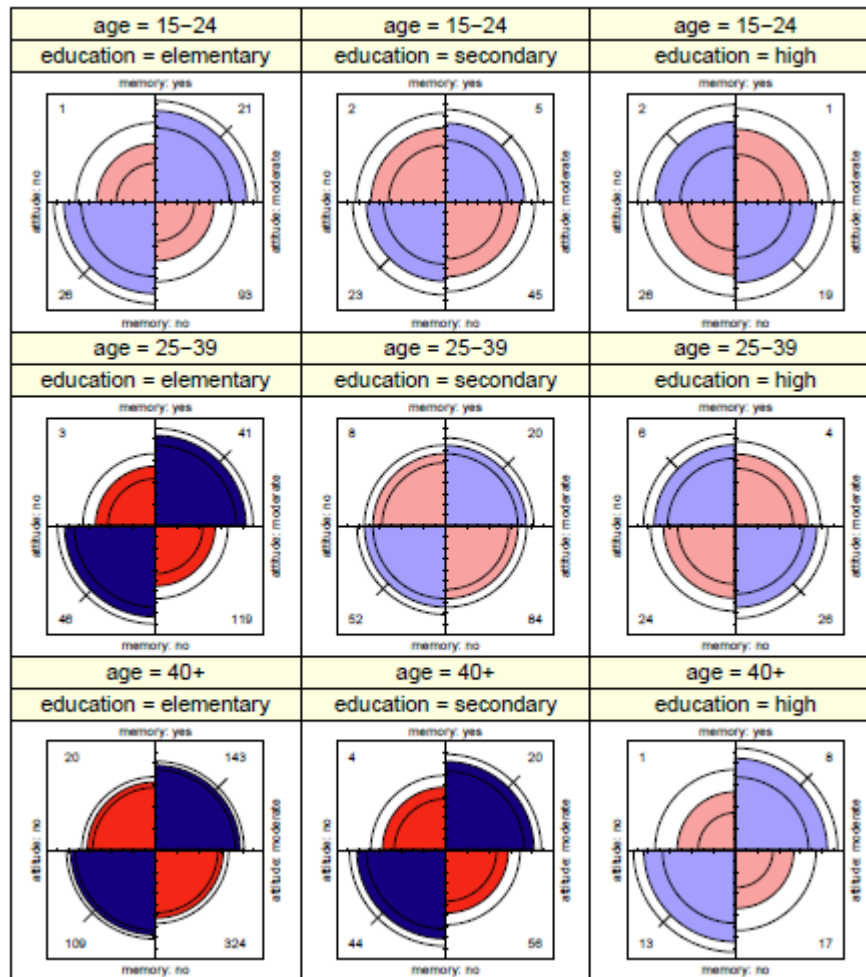 age = 15−24
age = 15−24
age = 15−24
education = elementary
education = secondary
education = high
memory: yes
memory: yes
memory: yes
1
21
2
5
2
1
attitude: no
attitude: moderate
attitude: no
attitude: moderate
attitude: no
attitude: moderate
26
93
23
45
26
19
memory: no
memory: no
memory: no
age = 25−39
age = 25−39
age = 25−39
education = elementary
education = secondary
education = high
memory: yes
memory: yes
memory: yes
3
41
8
20
6
4
attitude: no
attitude: moderate
attitude: no
attitude: moderate
attitude: no
attitude: moderate
46
119
52
84
24
26
memory: no
memory: no
memory: no
age = 40+
age = 40+
age = 40+
education = elementary
education = secondary
education = high
memory: yes
memory: yes
memory: yes
20
143
4
20
1
8
attitude: no
attitude: moderate
attitude: no
attitude: moderate
attitude: no
attitude: moderate
109
324
44
56
13
17
memory: no
memory: no
memory: no